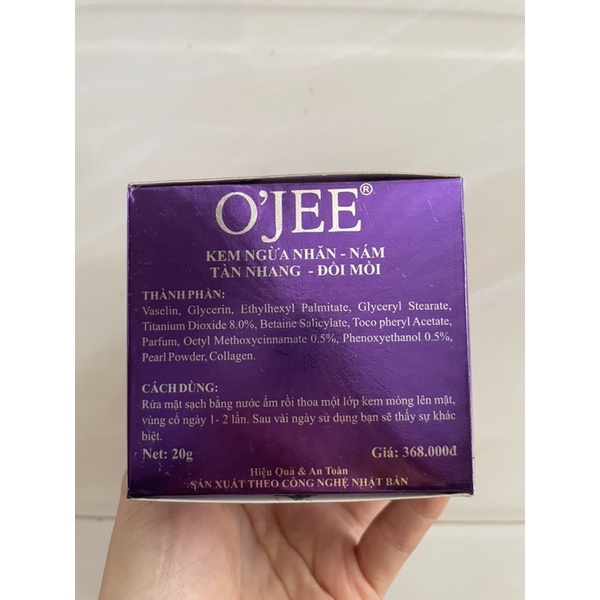 O'JEE®
KEM NGỪA NHĂN - NÁM
TÀN NHANG - ĐỒI MỒI
THÀNH PHẦN:
Vaselin, Glycerin, Ethylhexyl Palmitate, Glyceryl Stearate,
Titanium Dioxide 8.0%, Betaine Salicylate, Toco pheryl Acetate,
Parfum, Octyl Methoxycinnamate 0.5%, Phenoxyethanol 0.5%,
Pearl Powder, Collagen.
CÁCH DÙNG:
Rửa mặt sạch bằng nước ấm rồi thoa một lớp kem mỏng lên mặt,
vùng cổ ngày 1- 2 lần. Sau vài ngày sử dụng bạn sẽ thấy sự khác
biệt.
Net: 20g Giá: 368.000đ
Hiệu Quả & An Toàn
SẢN XUẤT THEO CÔNG NGHỆ NHẬT BẢN